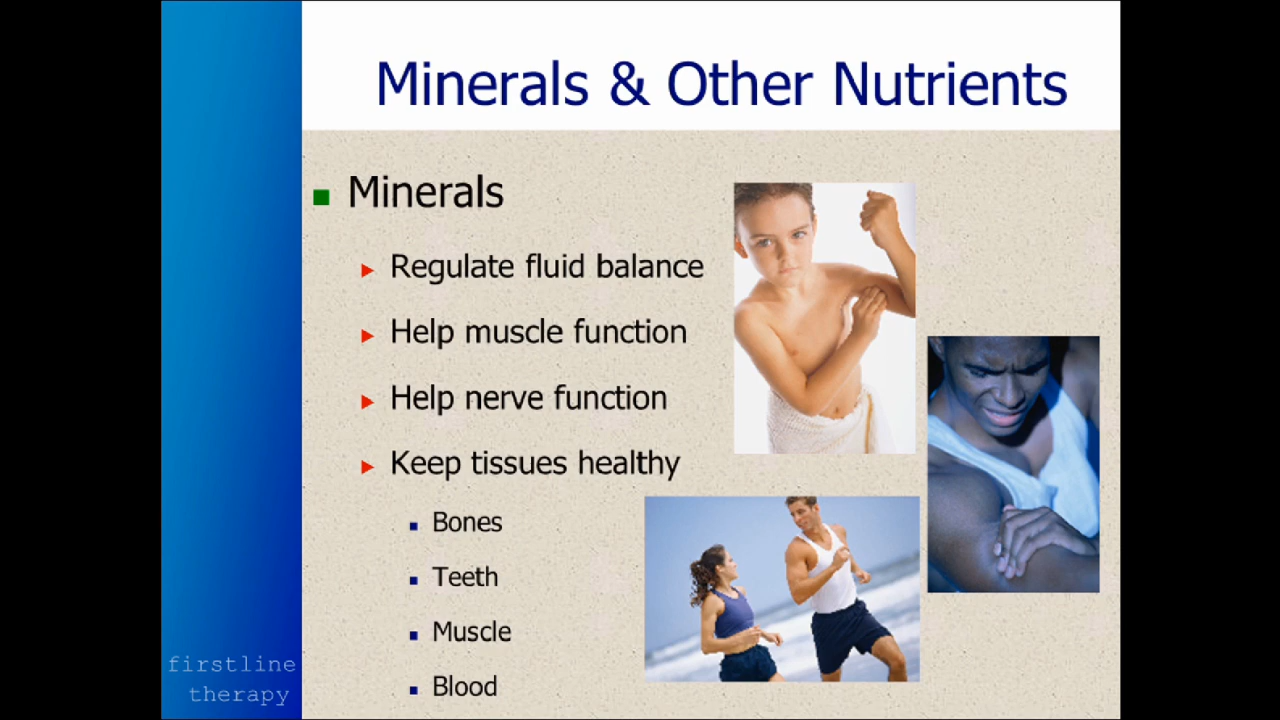 Minerals & Other Nutrients
Minerals
Regulate fluid balance
Help muscle function
Help nerve function
Keep tissues healthy
Bones
Teeth
Muscle
Blood
firstline
therapy